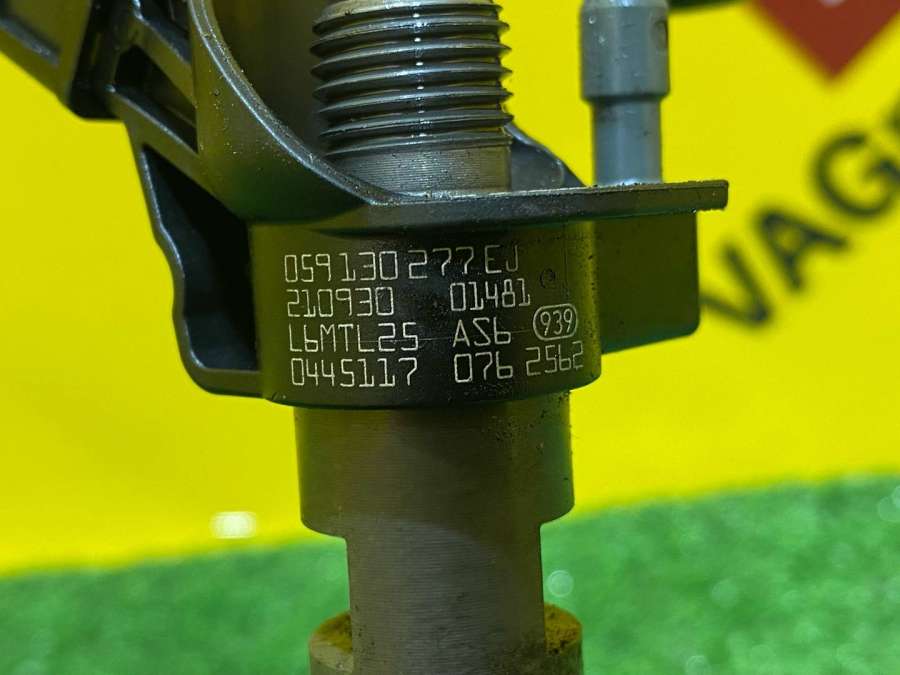 059 130 277 EJ
210930 01481
L6MTL25 AS6 939
0445117 076 2562
VAG